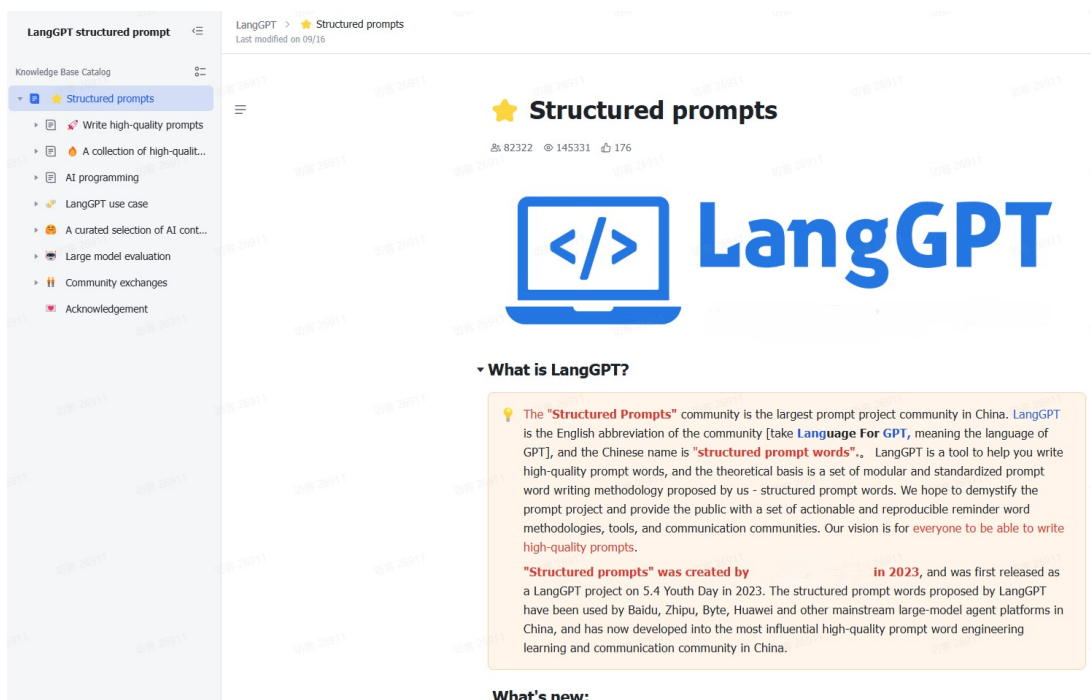 LangGPT structured prompt
Knowledge Base Catalog
⭐ Structured prompts
🚀 Write high-quality prompts
🔥 A collection of high-qualit...
AI programming
LangGPT use case
🤗 A curated selection of AI cont...
Large model evaluation
👬 Community exchanges
💌 Acknowledgement
LangGPT > ⭐ Structured prompts
Last modified on 09/16
⭐ Structured prompts
82322 145331 176
</> LangGPT
What is LangGPT?
💡 The "Structured Prompts" community is the largest prompt project community in China. LangGPT
is the English abbreviation of the community [take Language For GPT, meaning the language of
GPT], and the Chinese name is "structured prompt words".。 LangGPT is a tool to help you write
high-quality prompt words, and the theoretical basis is a set of modular and standardized prompt
word writing methodology proposed by us - structured prompt words. We hope to demystify the
prompt project and provide the public with a set of actionable and reproducible reminder word
methodologies, tools, and communication communities. Our vision is for everyone to be able to write
high-quality prompts.
"Structured prompts" was created by in 2023, and was first released as
a LangGPT project on 5.4 Youth Day in 2023. The structured prompt words proposed by LangGPT
have been used by Baidu, Zhipu, Byte, Huawei and other mainstream large-model agent platforms in
China, and has now developed into the most influential high-quality prompt word engineering
learning and communication community in China.
What's new:
访客 26911